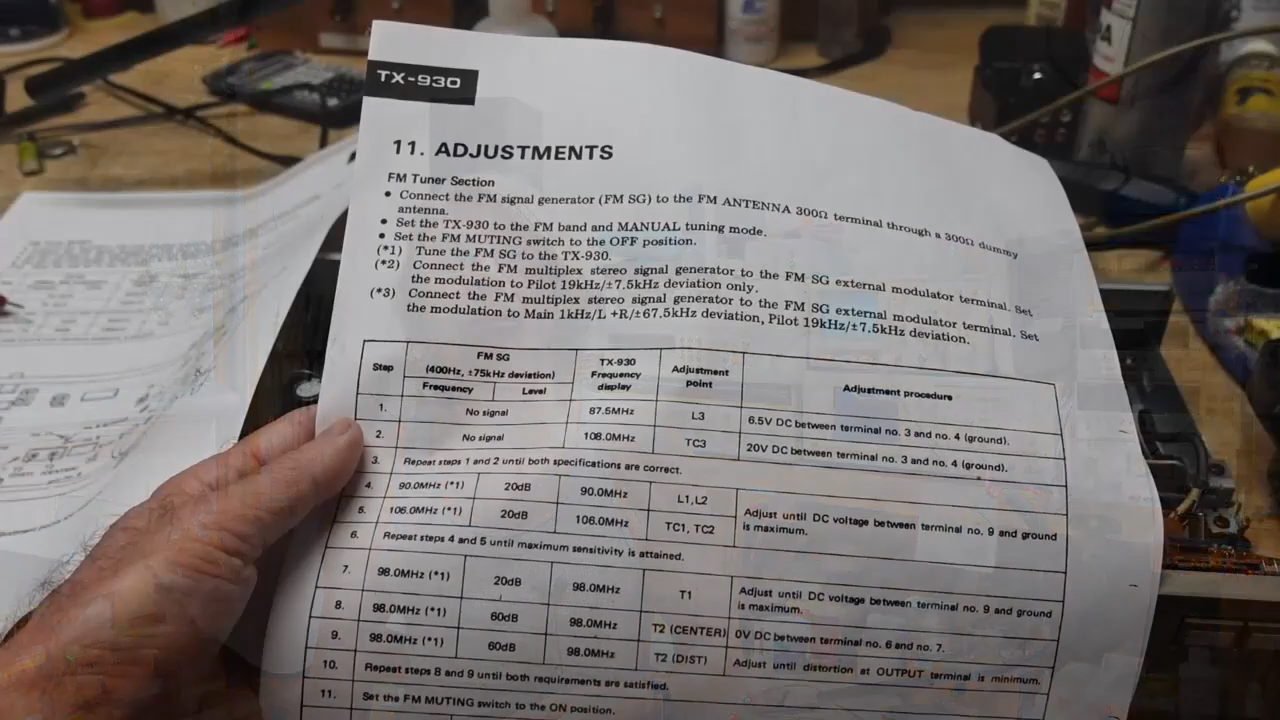 TX-930
11. ADJUSTMENTS
FM Tuner Section
• Connect the FM signal generator (FM SG) to the FM ANTENNA 300Ω terminal through a 300Ω dummy
antenna.
• Set the TX-930 to the FM band and MANUAL tuning mode.
• Set the FM MUTING switch to the OFF position.
(*1) Tune the FM SG to the TX-930.
(*2) Connect the FM multiplex stereo signal generator to the FM SG external modulator terminal. Set
the modulation to Pilot 19kHz/±7.5kHz deviation only.
(*3) Connect the FM multiplex stereo signal generator to the FM SG external modulator terminal. Set
the modulation to Main 1kHz/L +R/±67.5kHz deviation, Pilot 19kHz/±7.5kHz deviation.
Step
FM SG
(400Hz, ±75kHz deviation)
Frequency
Level
TX-930
Frequency
display
Adjustment
point
Adjustment procedure
1. No signal 87.5MHz L3 6.5V DC between terminal no. 3 and no. 4 (ground).
2. No signal 108.0MHz TC3 20V DC between terminal no. 3 and no. 4 (ground).
3. Repeat steps 1 and 2 until both specifications are correct.
4. 90.0MHz (*1) 20dB 90.0MHz L1,L2
5. 106.0MHz (*1) 20dB 106.0MHz TC1, TC2
Adjust until DC voltage between terminal no. 9 and ground
is maximum.
6. Repeat steps 4 and 5 until maximum sensitivity is attained.
7. 98.0MHz (*1) 20dB 98.0MHz T1 Adjust until DC voltage between terminal no. 9 and ground
is maximum.
8. 98.0MHz (*1) 60dB 98.0MHz T2 (CENTER) 0V DC between terminal no. 6 and no. 7.
9. 98.0MHz (*1) 60dB 98.0MHz T2 (DIST) Adjust until distortion at OUTPUT terminal is minimum.
10. Repeat steps 8 and 9 until both requirements are satisfied.
11. Set the FM MUTING switch to the ON position.